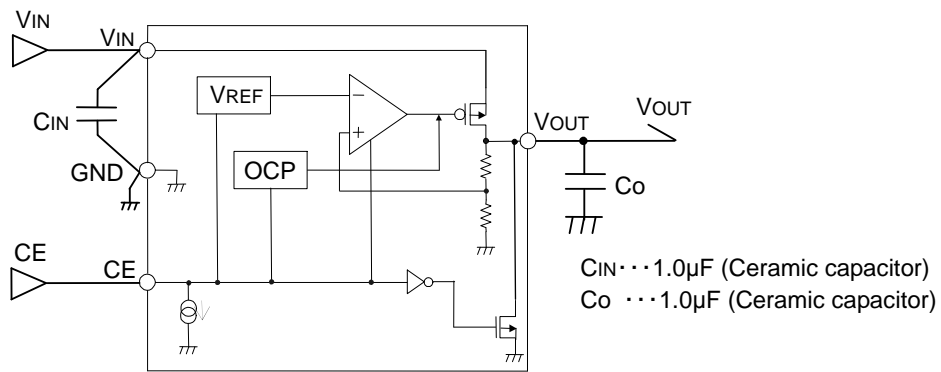 VIN
VIN
CIN
GND
CE
CE
VREF
OCP
−
+
VOUT
VOUT
Co
CIN･･･1.0µF (Ceramic capacitor)
Co ･･･1.0µF (Ceramic capacitor)